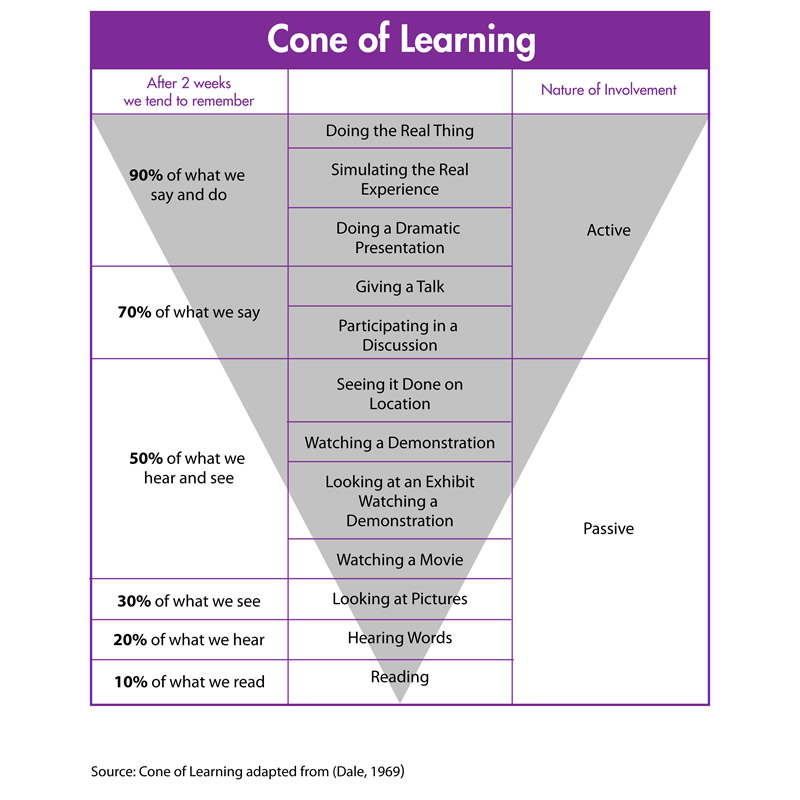 Cone of Learning
After 2 weeks
we tend to remember
Nature of Involvement
90% of what we
say and do
Doing the Real Thing
Simulating the Real
Experience
Doing a Dramatic
Presentation
Active
70% of what we say
Giving a Talk
Participating in a
Discussion
50% of what we
hear and see
Seeing it Done on
Location
Watching a Demonstration
Looking at an Exhibit
Watching a
Demonstration
Watching a Movie
Passive
30% of what we see
Looking at Pictures
20% of what we hear
Hearing Words
10% of what we read
Reading
Source: Cone of Learning adapted from (Dale, 1969)